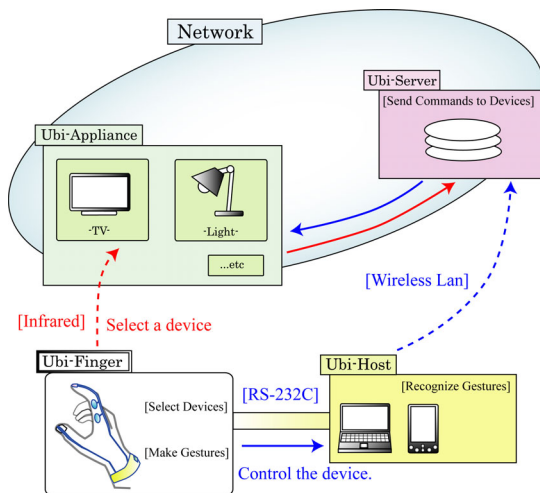 Network
Ubi-Server
[Send Commands to Devices]
Ubi-Appliance
-TV-
-Light-
...etc
[Wireless Lan]
[Infrared]
Select a device
Ubi-Finger
Ubi-Host
[RS-232C]
[Recognize Gestures]
[Select Devices]
[Make Gestures]
Control the device.